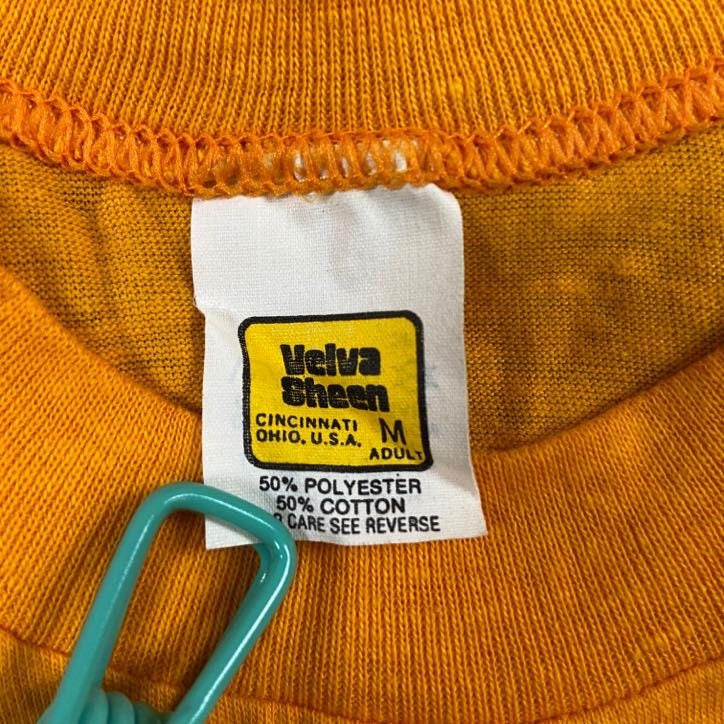 Velva
Sheen
CINCINNATI
OHIO, U.S.A.
M
ADULT
50% POLYESTER
50% COTTON
CARE SEE REVERSE